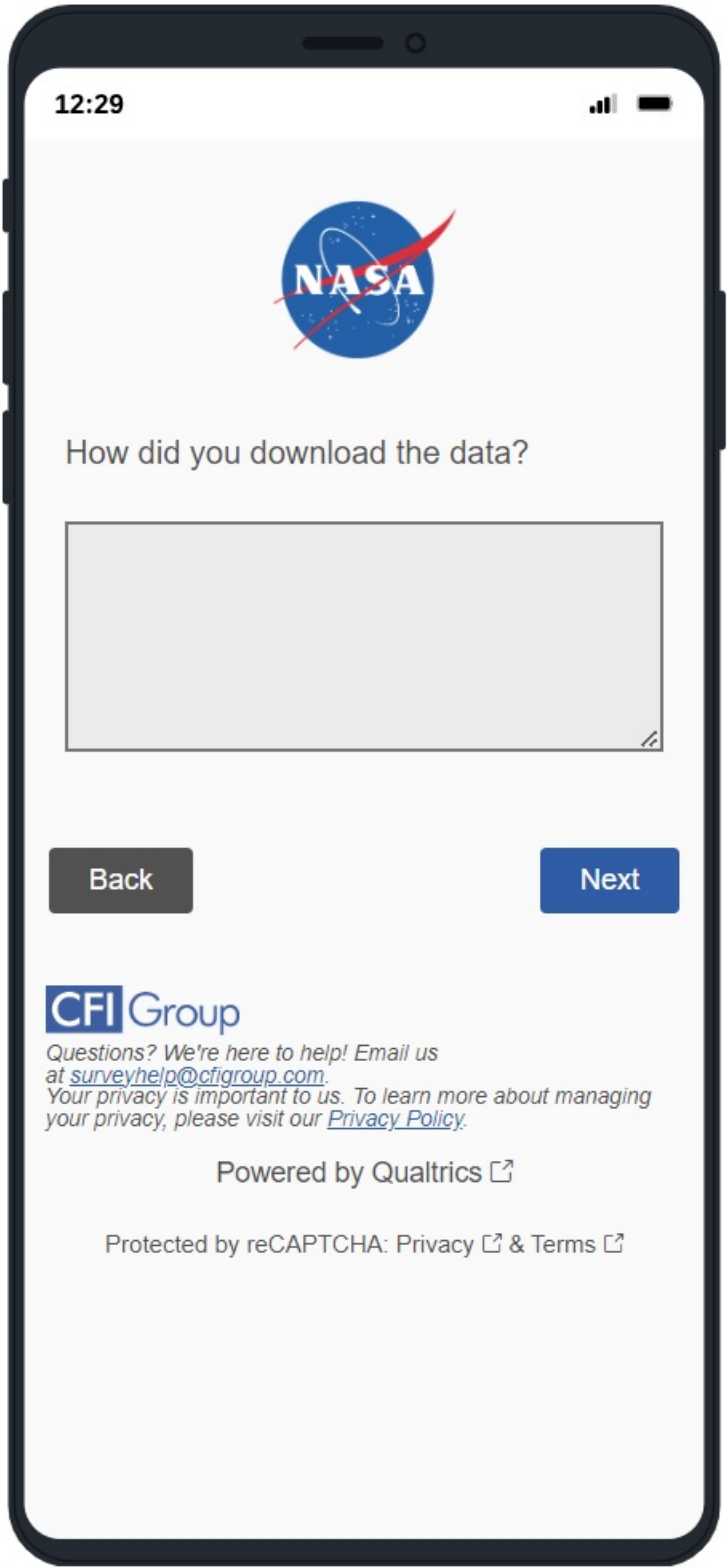 12:29
NASA
How did you download the data?
Back
Next
CFI Group
Questions? We're here to help! Email us
at surveyhelp@cfigroup.com.
Your privacy is important to us. To learn more about managing
your privacy, please visit our Privacy Policy.
Powered by Qualtrics
Protected by reCAPTCHA: Privacy & Terms